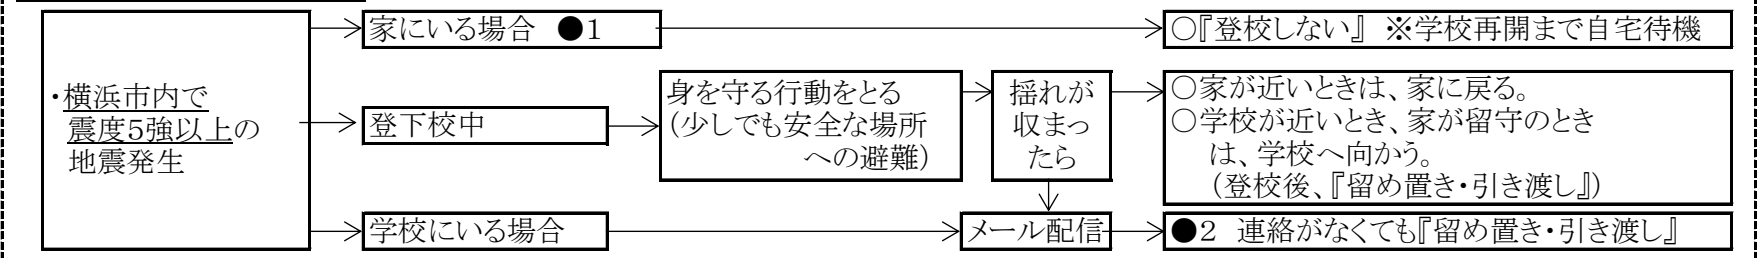 ・横浜市内で
震度5強以上の
地震発生
家にいる場合　●1
○『登校しない』　※学校再開まで自宅待機
登下校中
身を守る行動をとる
(少しでも安全な場所
への避難)
揺れが
収まっ
たら
○家が近いときは、家に戻る。
○学校が近いとき、家が留守のとき
は、学校へ向かう。
(登校後、『留め置き・引き渡し』)
学校にいる場合
メール配信
●2　連絡がなくても『留め置き・引き渡し』